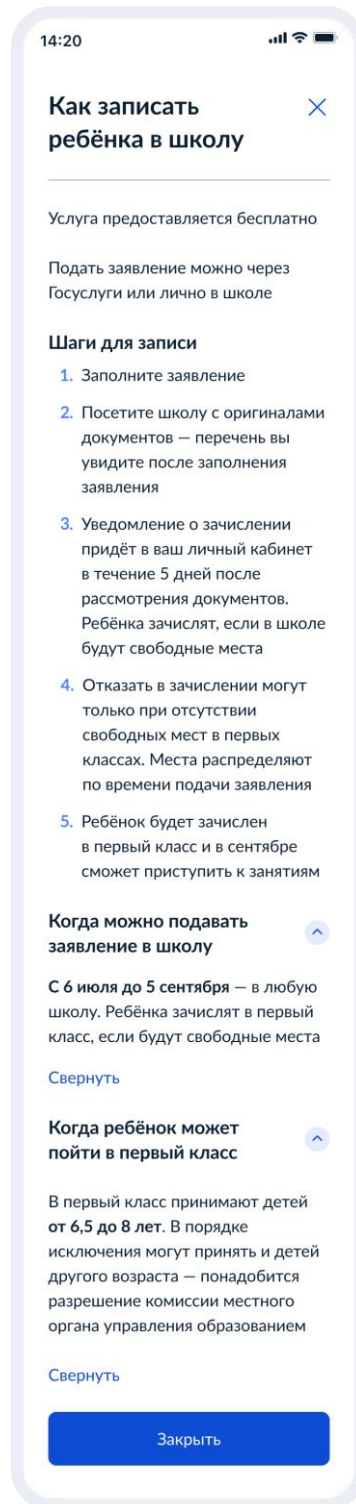 14:20
Как записать
ребёнка в школу
Услуга предоставляется бесплатно
Подать заявление можно через
Госуслуги или лично в школе
Шаги для записи
1. Заполните заявление
2. Посетите школу с оригиналами
документов — перечень вы
увидите после заполнения
заявления
3. Уведомление о зачислении
придёт в ваш личный кабинет
в течение 5 дней после
рассмотрения документов.
Ребёнка зачислят, если в школе
будут свободные места
4. Отказать в зачислении могут
только при отсутствии
свободных мест в первых
классах. Места распределяют
по времени подачи заявления
5. Ребёнок будет зачислен
в первый класс и в сентябре
сможет приступить к занятиям
Когда можно подавать
заявление в школу
С 6 июля до 5 сентября — в любую
школу. Ребёнка зачислят в первый
класс, если будут свободные места
Свернуть
Когда ребёнок может
пойти в первый класс
В первый класс принимают детей
от 6,5 до 8 лет. В порядке
исключения могут принять и детей
другого возраста — понадобится
разрешение комиссии местного
органа управления образованием
Свернуть
Закрыть